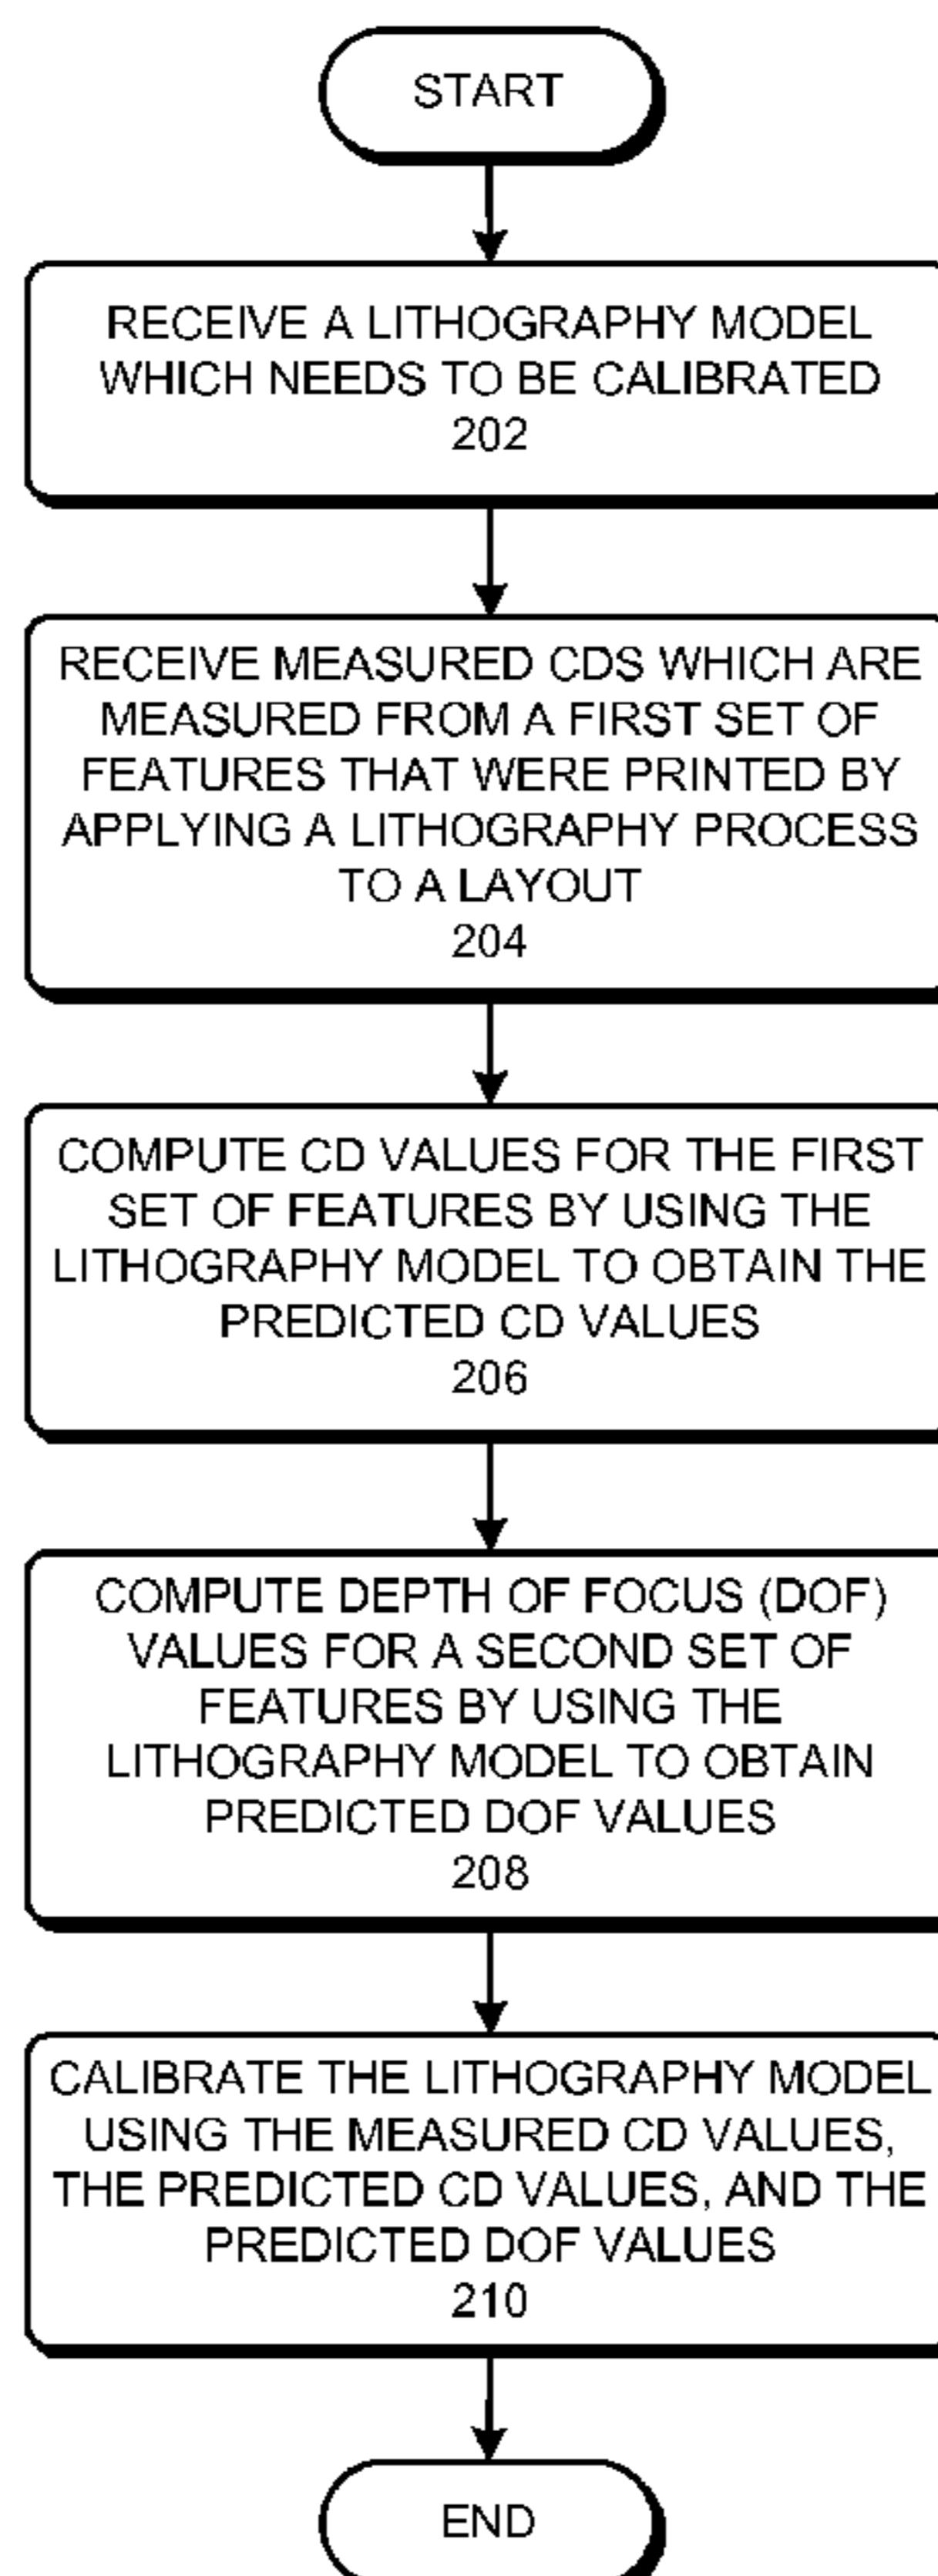 START
RECEIVE A LITHOGRAPHY MODEL
WHICH NEEDS TO BE CALIBRATED
202
RECEIVE MEASURED CDS WHICH ARE
MEASURED FROM A FIRST SET OF
FEATURES THAT WERE PRINTED BY
APPLYING A LITHOGRAPHY PROCESS
TO A LAYOUT
204
COMPUTE CD VALUES FOR THE FIRST
SET OF FEATURES BY USING THE
LITHOGRAPHY MODEL TO OBTAIN THE
PREDICTED CD VALUES
206
COMPUTE DEPTH OF FOCUS (DOF)
VALUES FOR A SECOND SET OF
FEATURES BY USING THE
LITHOGRAPHY MODEL TO OBTAIN
PREDICTED DOF VALUES
208
CALIBRATE THE LITHOGRAPHY MODEL
USING THE MEASURED CD VALUES,
THE PREDICTED CD VALUES, AND THE
PREDICTED DOF VALUES
210
END